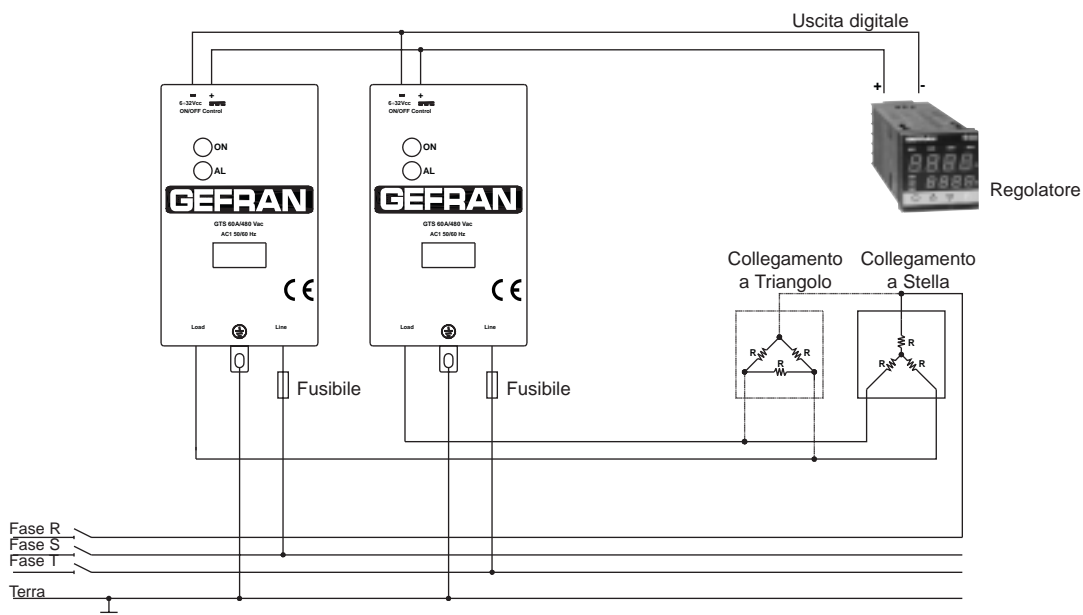 Uscita digitale
+ -
- +
6-32Vcc
ON/OFF Control
ON
AL
GEFRAN
GTS 60A/480 Vac
AC1 50/60 Hz
CE
Load
Line
Fusibile
- +
6-32Vcc
ON/OFF Control
ON
AL
GEFRAN
GTS 60A/480 Vac
AC1 50/60 Hz
CE
Load
Line
Fusibile
Regolatore
Collegamento
a Triangolo
R
R
R
Collegamento
a Stella
R
R
R
Fase R
Fase S
Fase T
Terra